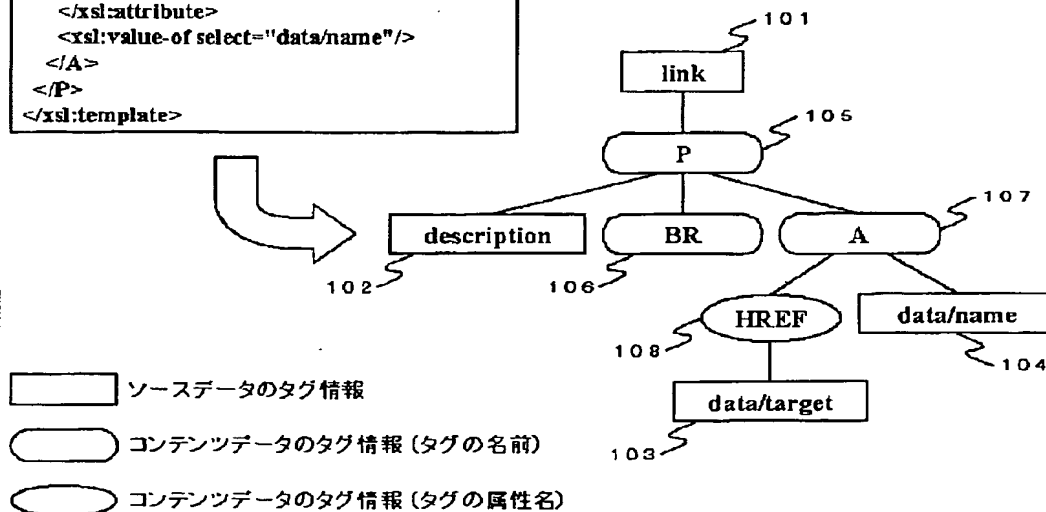 </xsl:attribute>
<xsl:value-of select="data/name"/>
</A>
</P>
</xsl:template>
101
link
105
P
107
description
BR
A
102
106
HREF
data/name
108
104
data/target
103
ソースデータのタグ情報
コンテンツデータのタグ情報（タグの名前）
コンテンツデータのタグ情報（タグの属性名）